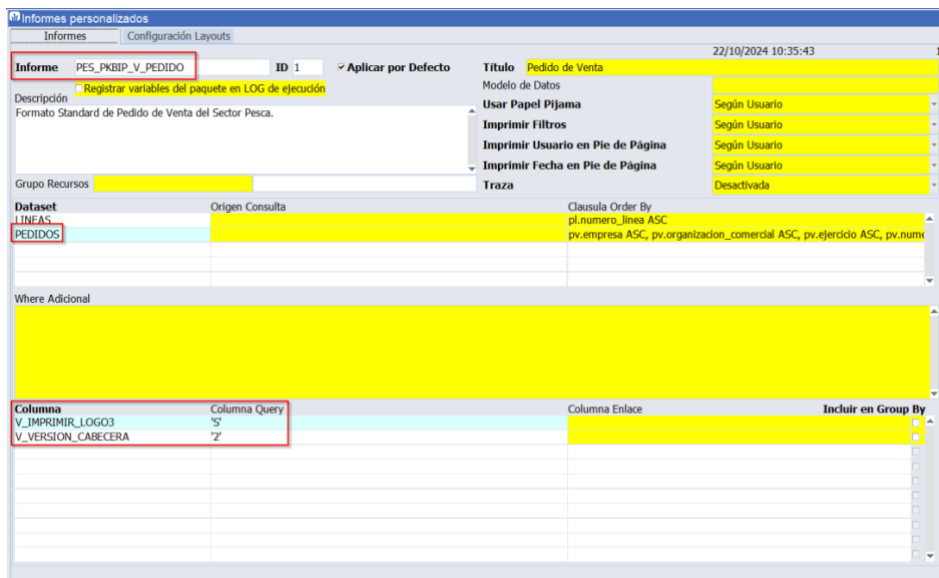 Informes personalizados
Informes Configuración Layouts
22/10/2024 10:35:43 1
Informe PES_PKBIP_V_PEDIDO ID 1 Aplicar por Defecto Título Pedido de Venta
Registrar variables del paquete en LOG de ejecución Modelo de Datos
Descripción Usar Papel Pijama Según Usuario
Formato Standard de Pedido de Venta del Sector Pesca.
Imprimir Filtros Según Usuario
Imprimir Usuario en Pie de Página Según Usuario
Imprimir Fecha en Pie de Página Según Usuario
Grupo Recursos Traza Desactivada
Dataset Origen Consulta Clausula Order By
LINEAS pl.numero_linea ASC
PEDIDOS pv.empresa ASC, pv.organizacion_comercial ASC, pv.ejercicio ASC, pv.nume
Where Adicional
Columna Columna Query Columna Enlace Incluir en Group By
V_IMPRIMIR_LOGO3 'S'
V_VERSION_CABECERA '2'